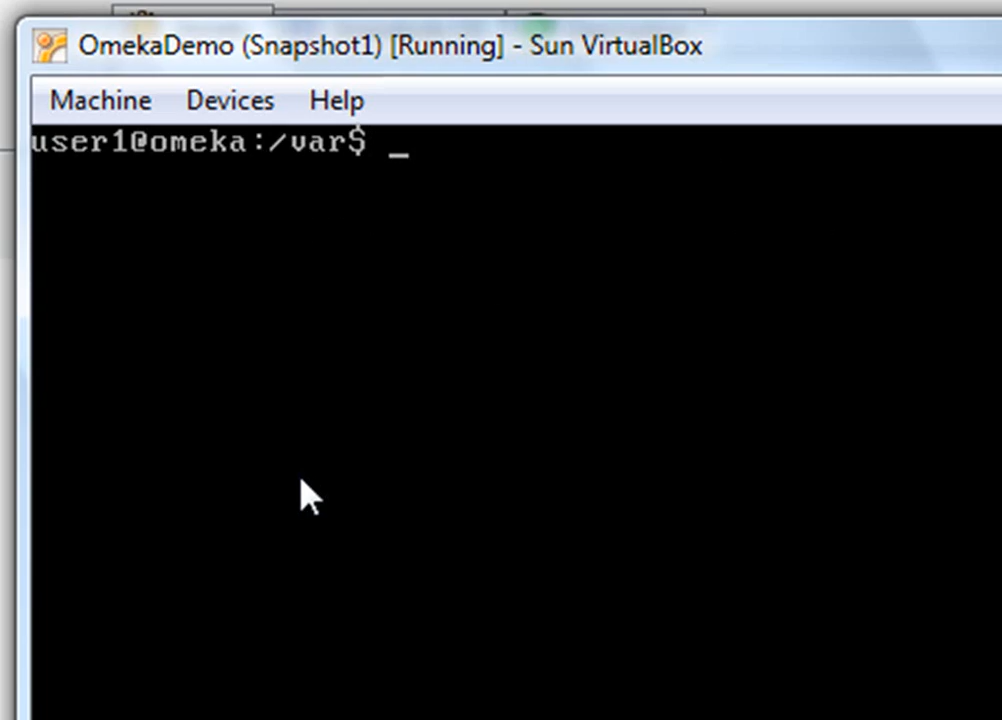 OmekaDemo (Snapshot1) [Running] - Sun VirtualBox
Machine Devices Help
user1@omeka:/var$ _